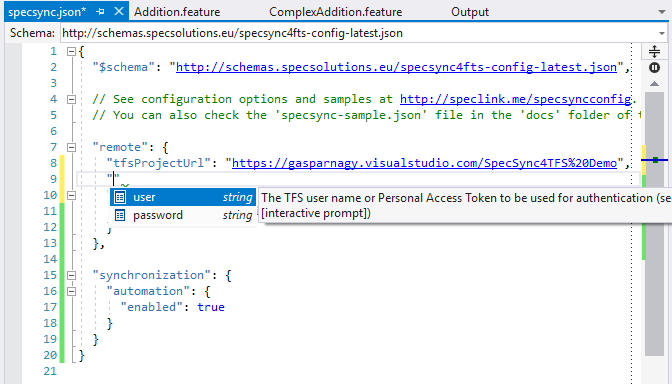 specsync.json* Addition.feature ComplexAddition.feature Output
Schema: http://schemas.specsolutions.eu/specsync4fts-config-latest.json
1 {
2 "$schema": "http://schemas.specsolutions.eu/specsync4fts-config-latest.json",
3
4 // See configuration options and samples at http://speclink.me/specsyncconfig.
5 // You can also check the 'specsync-sample.json' file in the 'docs' folder of
6
7 "remote": {
8 "tfsProjectUrl": "https://gasparnagy.visualstudio.com/SpecSync4TFS%20Demo",
9 ""
10 user string The TFS user name or Personal Access Token to be used for authentication (se
11 password string [interactive prompt])
12 }
13 },
14
15 "synchronization": {
16 "automation": {
17 "enabled": true
18 }
19 }
20 }
21